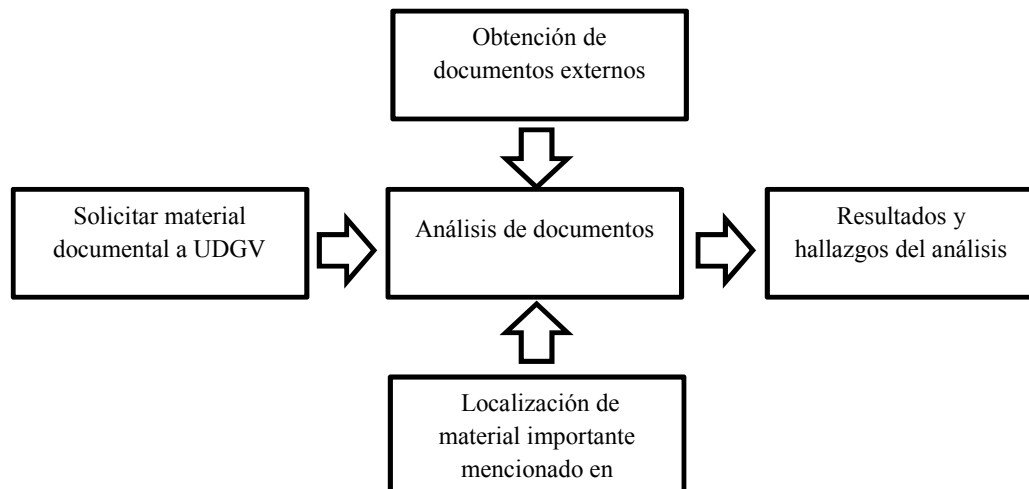 Obtención de
documentos externos
Solicitar material
documental a UDGV
Análisis de documentos
Resultados y
hallazgos del análisis
Localización de
material importante
mencionado en